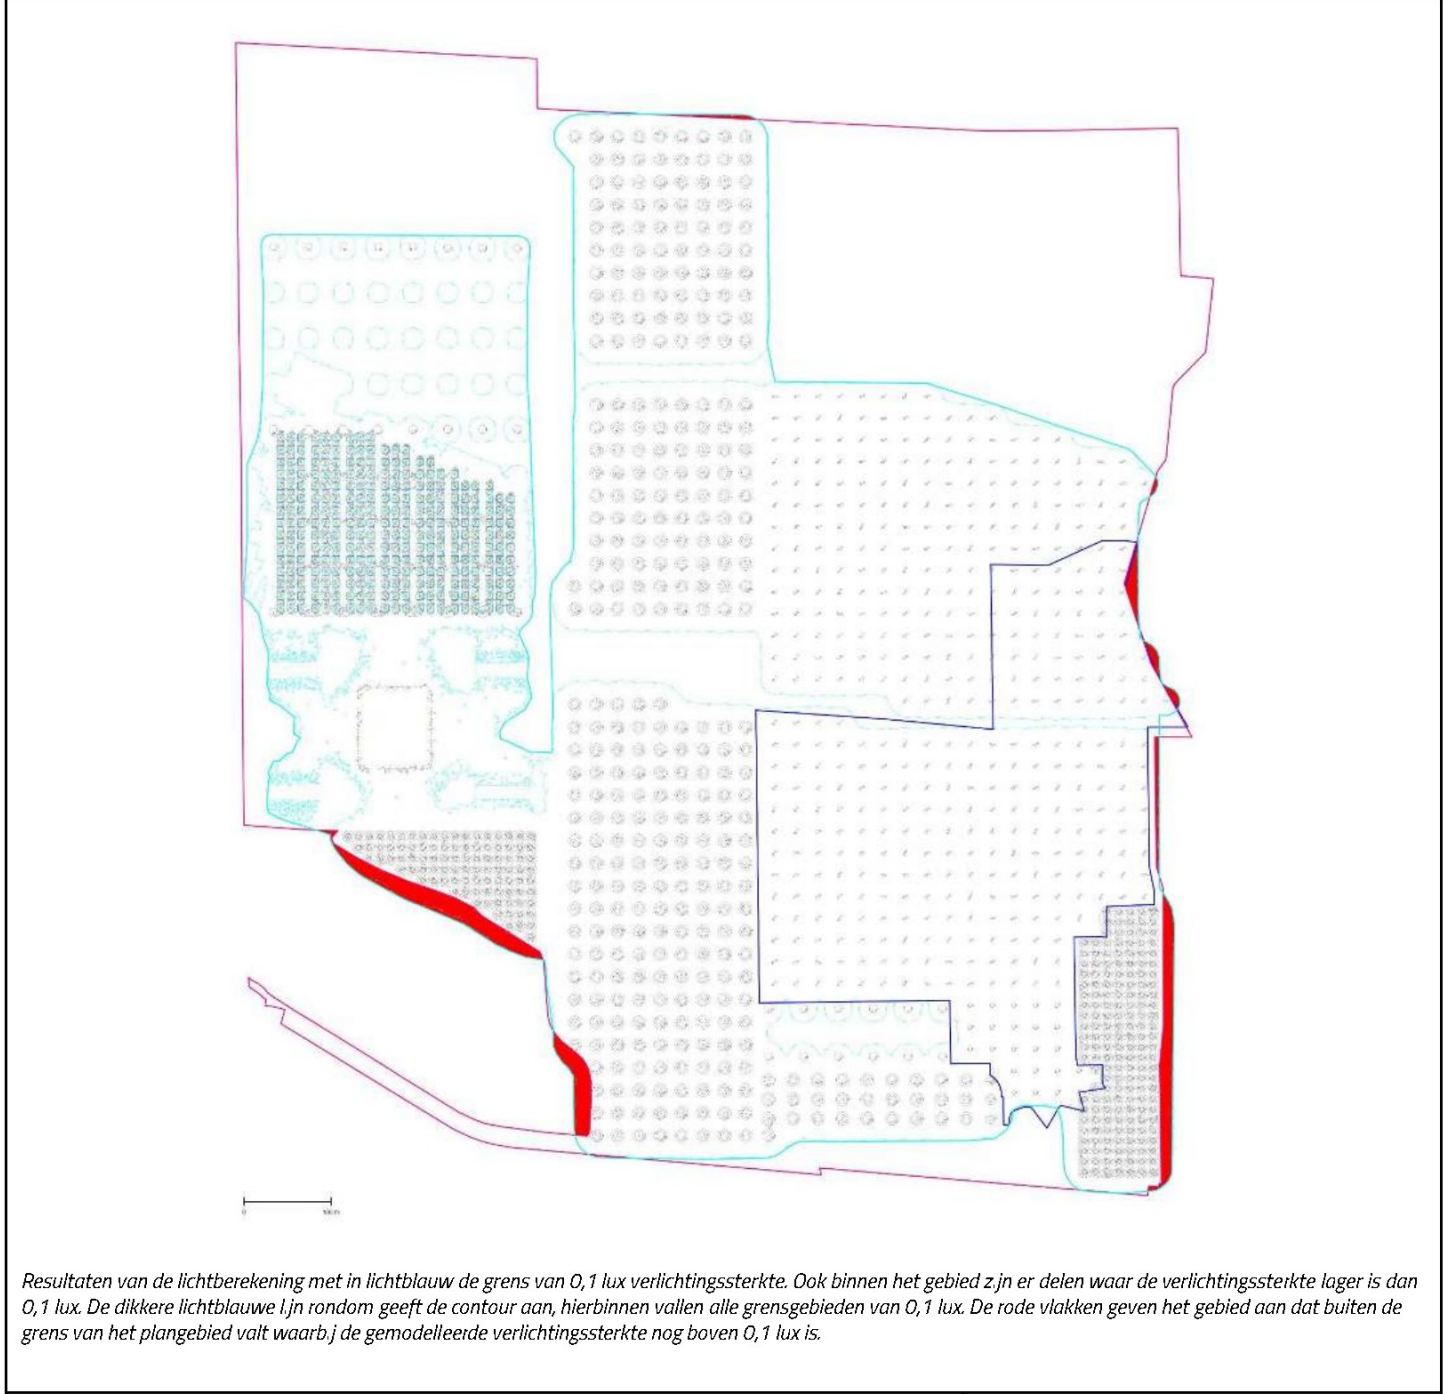 0 100m
Resultaten van de lichtberekening met in lichtblauw de grens van 0,1 lux verlichtingssterkte. Ook binnen het gebied z.jn er delen waar de verlichtingssterkte lager is dan
0,1 lux. De dikkere lichtblauwe l.jn rondom geeft de contour aan, hierbinnen vallen alle grensgebieden van 0,1 lux. De rode vlakken geven het gebied aan dat buiten de
grens van het plangebied valt waarb.j de gemodelleerde verlichtingssterkte nog boven 0,1 lux is.